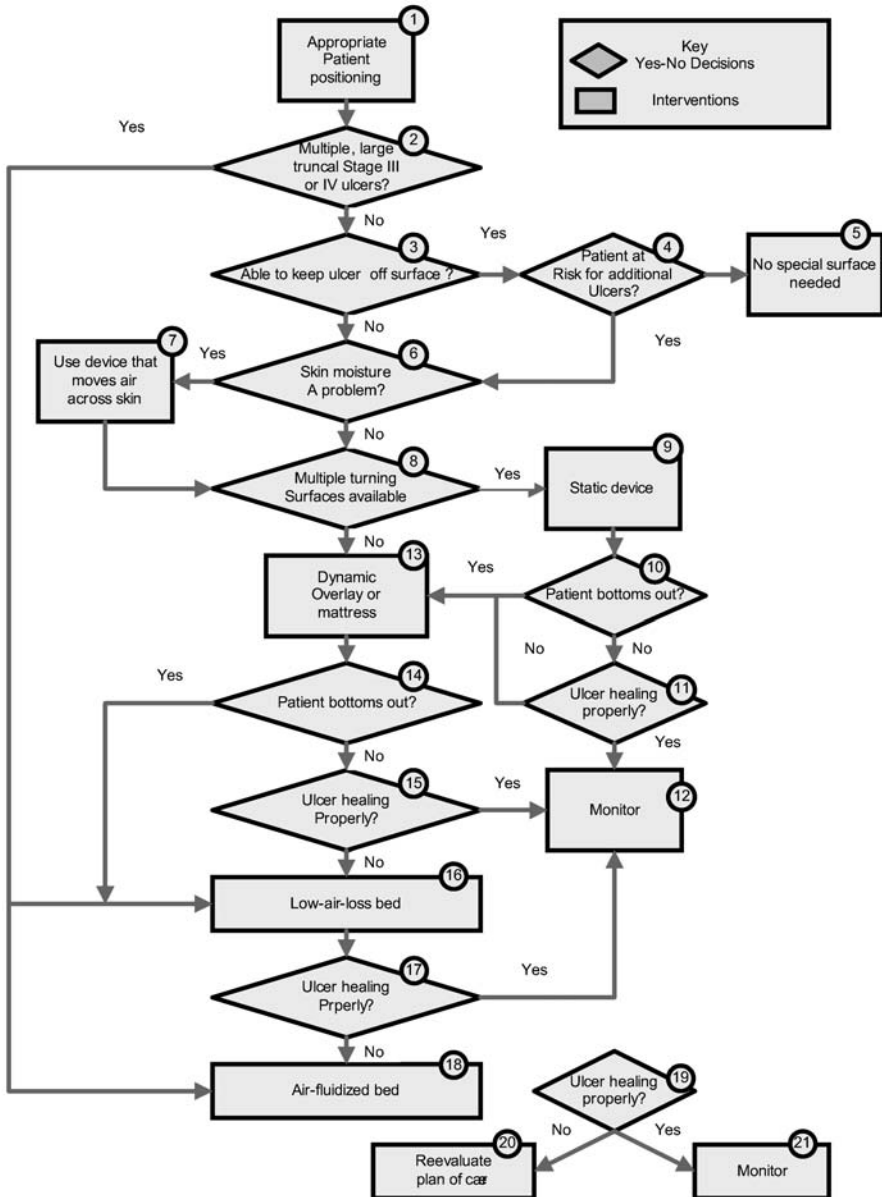 1
Appropriate
Patient
positioning
Key
Yes-No Decisions
Interventions
Yes
2
Multiple, large
truncal Stage III
or IV ulcers?
No
3
Able to keep ulcer off surface ?
Yes
4
Patient at
Risk for additional
Ulcers?
5
No special surface
needed
No
Yes
6
Skin moisture
A problem?
Yes
7
Use device that
moves air
across skin
No
8
Multiple turning
Surfaces available
Yes
9
Static device
No
13
Dynamic
Overlay or
mattress
Yes
10
Patient bottoms out?
No
No
11
Ulcer healing
properly?
Yes
14
Patient bottoms out?
Yes
No
15
Ulcer healing
Properly?
Yes
12
Monitor
No
16
Low-air-loss bed
17
Ulcer healing
Prperly?
Yes
No
18
Air-fluidized bed
19
Ulcer healing
properly?
No
Yes
20
Reevaluate
plan of care
21
Monitor